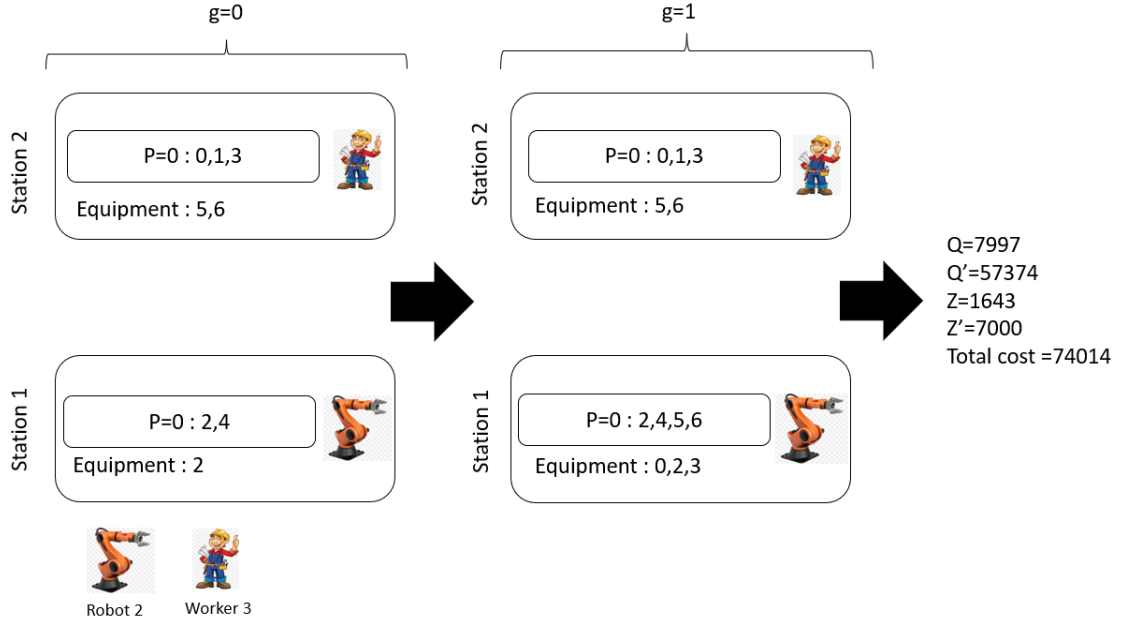 g=0
g=1
Station 2
P=0 : 0,1,3
Equipment : 5,6
Station 2
P=0 : 0,1,3
Equipment : 5,6
Q=7997
Q’=57374
Z=1643
Z’=7000
Total cost =74014
Station 1
P=0 : 2,4
Equipment : 2
Station 1
P=0 : 2,4,5,6
Equipment : 0,2,3
Robot 2
Worker 3